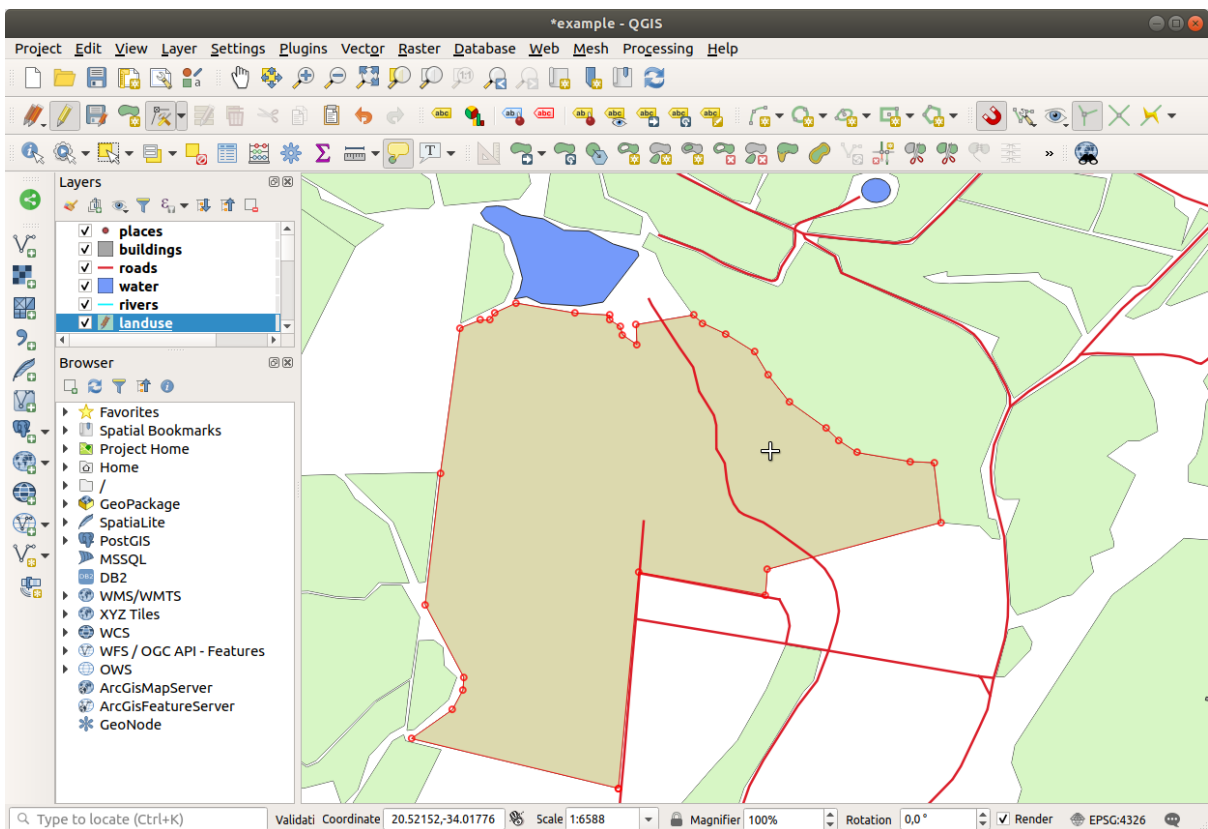 *example - QGIS
Project Edit View Layer Settings Plugins Vector Raster Database Web Mesh Processing Help
abc abc
T
»
Layers
places
buildings
roads
water
rivers
landuse
Browser
Favorites
Spatial Bookmarks
Project Home
Home
/
GeoPackage
SpatiaLite
PostGIS
MSSQL
DB2 DB2
WMS/WMTS
XYZ Tiles
WCS
WFS / OGC API - Features
OWS
ArcGisMapServer
ArcGisFeatureServer
GeoNode
Type to locate (Ctrl+K) Validati Coordinate 20.52152,-34.01776 Scale 1:6588 Magnifier 100% Rotation 0,0 ° Render EPSG:4326